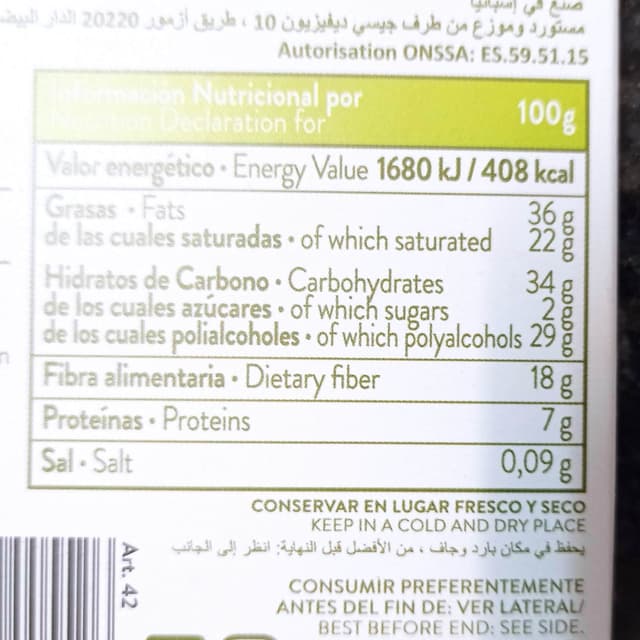 صنع في إسبانيا
مستورد وموزع من طرف جيسي ديفيزيون 10 ، طريق أزمور 20220 الدار البيضاء
Autorisation ONSSA: ES.59.51.15
Información Nutricional por 100g
Nutrition Declaration for
Valor energético • Energy Value 1680 kJ / 408 kcal
Grasas • Fats 36 g
de las cuales saturadas • of which saturated 22 g
Hidratos de Carbono • Carbohydrates 34 g
de los cuales azúcares • of which sugars 2 g
de los cuales polialcoholes • of which polyalcohols 29 g
Fibra alimentaria • Dietary fiber 18 g
Proteínas • Proteins 7 g
Sal • Salt 0,09 g
CONSERVAR EN LUGAR FRESCO Y SECO
KEEP IN A COLD AND DRY PLACE
يحفظ في مكان بارد وجاف ، من الأفضل قبل النهاية: انظر إلى الجانب
Art. 42
CONSUMIR PREFERENTEMENTE
ANTES DEL FIN DE: VER LATERAL/
BEST BEFORE END: SEE SIDE.